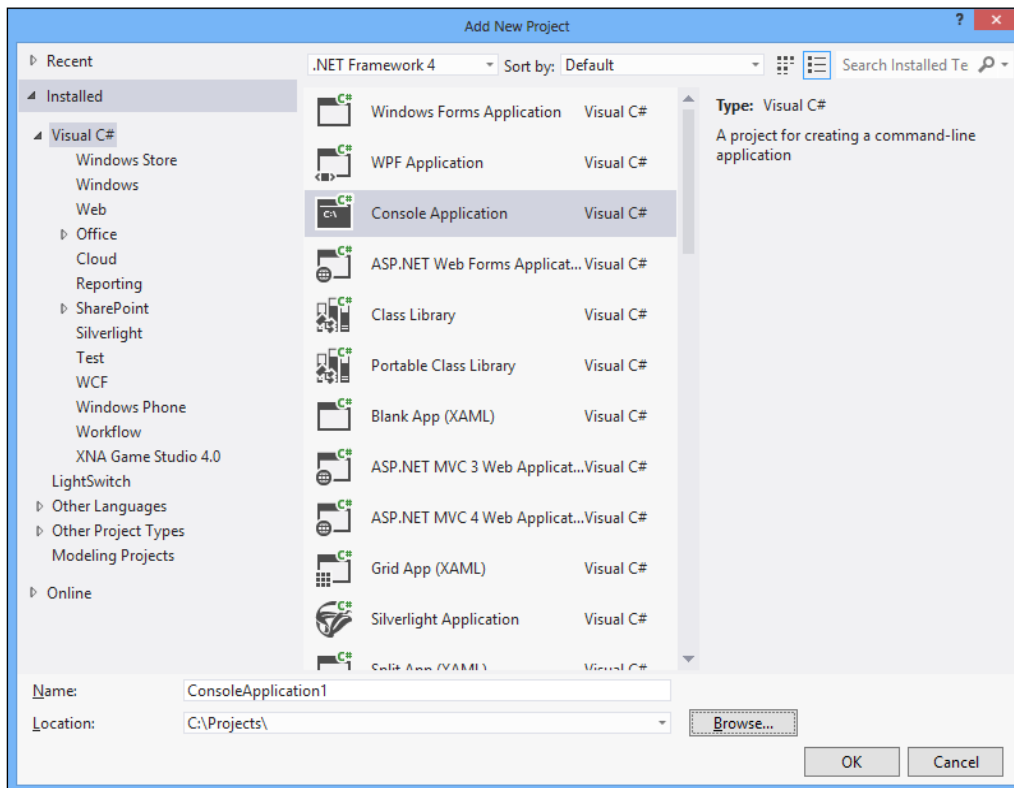 Add New Project
?
Recent
.NET Framework 4
Sort by: Default
Search Installed Te
Installed
Visual C#
Windows Store
Windows
Web
Office
Cloud
Reporting
SharePoint
Silverlight
Test
WCF
Windows Phone
Workflow
XNA Game Studio 4.0
LightSwitch
Other Languages
Other Project Types
Modeling Projects
Online
C# Windows Forms Application Visual C#
C# WPF Application Visual C#
C# C:\ Console Application Visual C#
C# ASP.NET Web Forms Applicat... Visual C#
C# Class Library Visual C#
C# Portable Class Library Visual C#
C# Blank App (XAML) Visual C#
C# ASP.NET MVC 3 Web Applicat...Visual C#
C# ASP.NET MVC 4 Web Applicat...Visual C#
C# Grid App (XAML) Visual C#
C# Silverlight Application Visual C#
C# Split App (XAML) Visual C#
Type: Visual C#
A project for creating a command-line
application
Name: ConsoleApplication1
Location: C:\Projects\
Browse...
OK Cancel